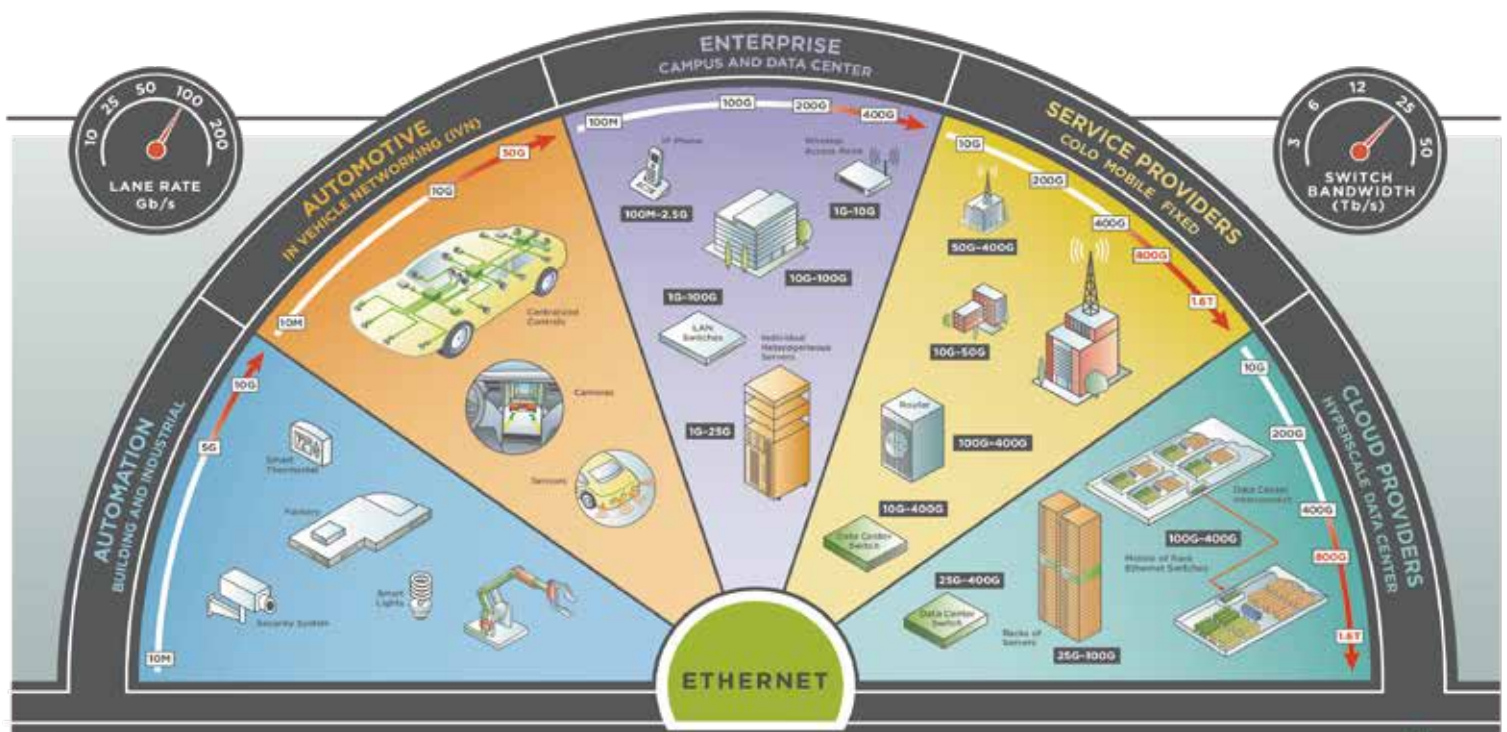 10
25
50
100
200
LANE RATE
Gb/s
3
6
12
25
50
SWITCH
BANDWIDTH
(Tb/s)
AUTOMATION
BUILDING AND INDUSTRIAL
10M
5G
10G
Smart
Thermostat
Factory
Security System
Smart
Lights
AUTOMOTIVE
IN VEHICLE NETWORKING (IVN)
10M
10G
50G
Centralized
Controls
Cameras
Sensors
ENTERPRISE
CAMPUS AND DATA CENTER
100M
100G
200G
400G
IP Phone
100M-2.5G
Wireless
Access Point
1G-10G
10G-100G
1G-100G
LAN
Switches
Individual
Heterogeneous
Servers
1G-25G
SERVICE PROVIDERS
COLO MOBILE FIXED
10G
200G
400G
800G
1.6T
50G-400G
10G-50G
Router
100G-400G
10G-400G
Data Center
Switch
CLOUD PROVIDERS
HYPERSCALE DATA CENTER
10G
200G
400G
800G
1.6T
Data Center
Interconnect
100G-400G
Middle of Rack
Ethernet Switches
25G-400G
Data Center
Switch
Racks of
Servers
25G-100G
ETHERNET